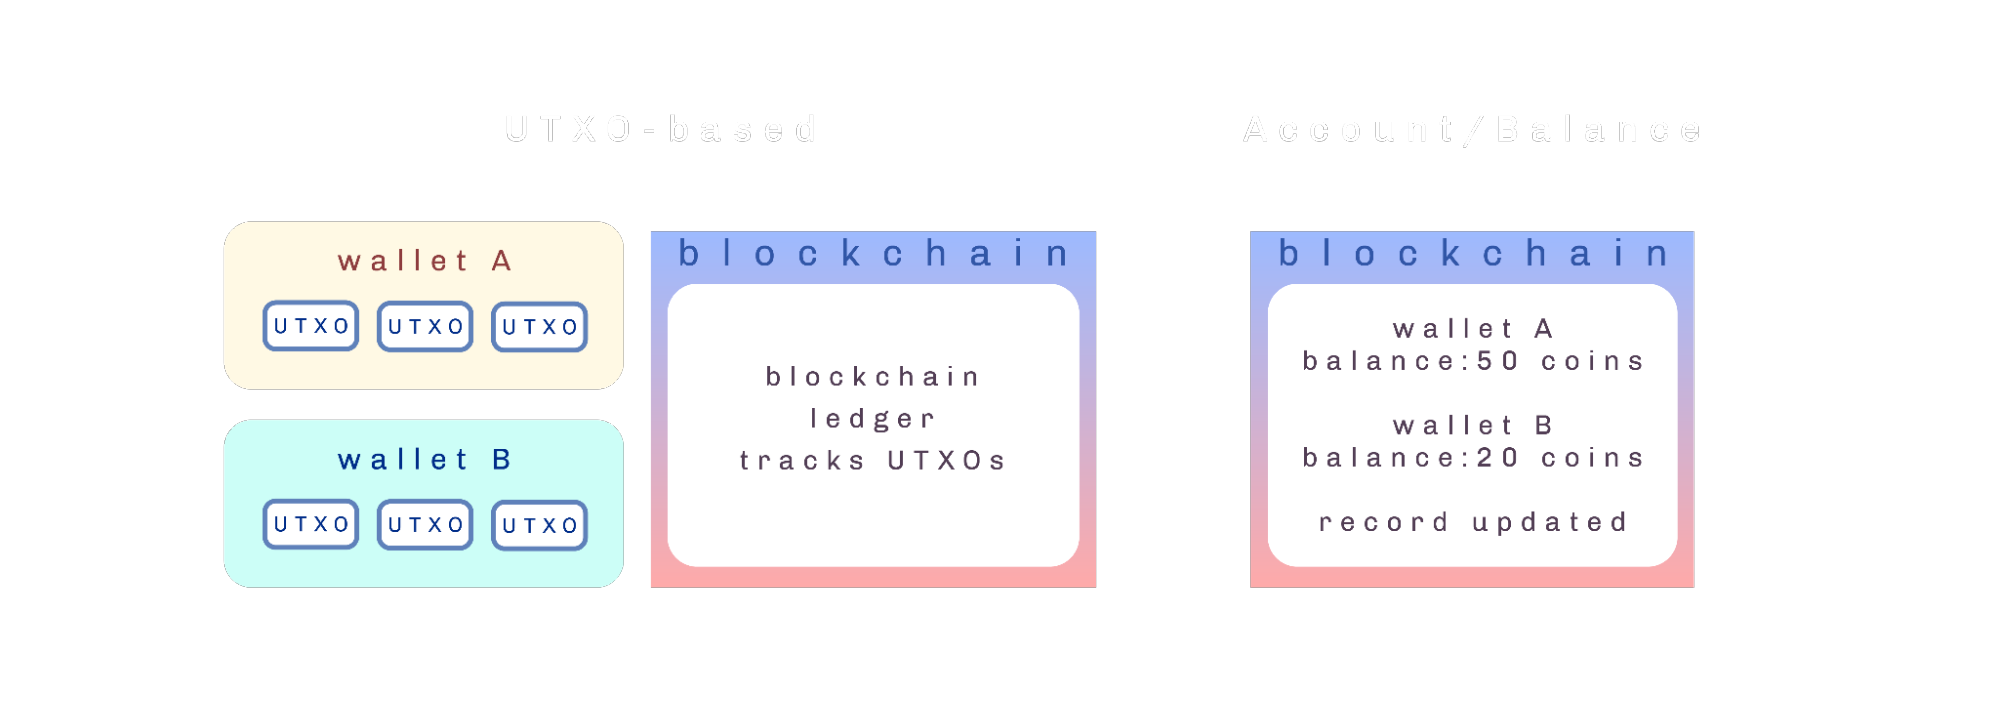 UTXO-based
Account/Balance
wallet A
UTXO UTXO UTXO
wallet B
UTXO UTXO UTXO
blockchain
blockchain
ledger
tracks UTXOs
blockchain
wallet A
balance:50 coins
wallet B
balance:20 coins
record updated